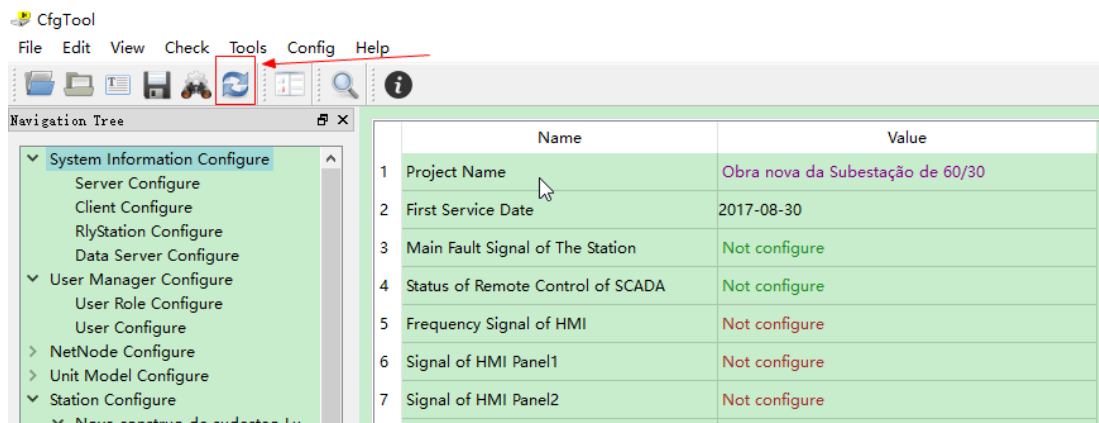 CfgTool
File Edit View Check Tools Config Help
Navigation Tree
System Information Configure
Server Configure
Client Configure
RlyStation Configure
Data Server Configure
User Manager Configure
User Role Configure
User Configure
NetNode Configure
Unit Model Configure
Station Configure
Name Value
1 Project Name Obra nova da Subestação de 60/30
2 First Service Date 2017-08-30
3 Main Fault Signal of The Station Not configure
4 Status of Remote Control of SCADA Not configure
5 Frequency Signal of HMI Not configure
6 Signal of HMI Panel1 Not configure
7 Signal of HMI Panel2 Not configure